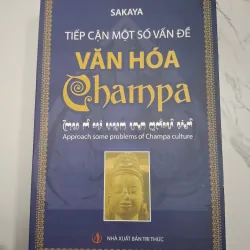 SAKAYA
TIẾP CẬN MỘT SỐ VẤN ĐỀ
VĂN HÓA
Champa
Approach some problems of Champa culture
NHÀ XUẤT BẢN TRI THỨC